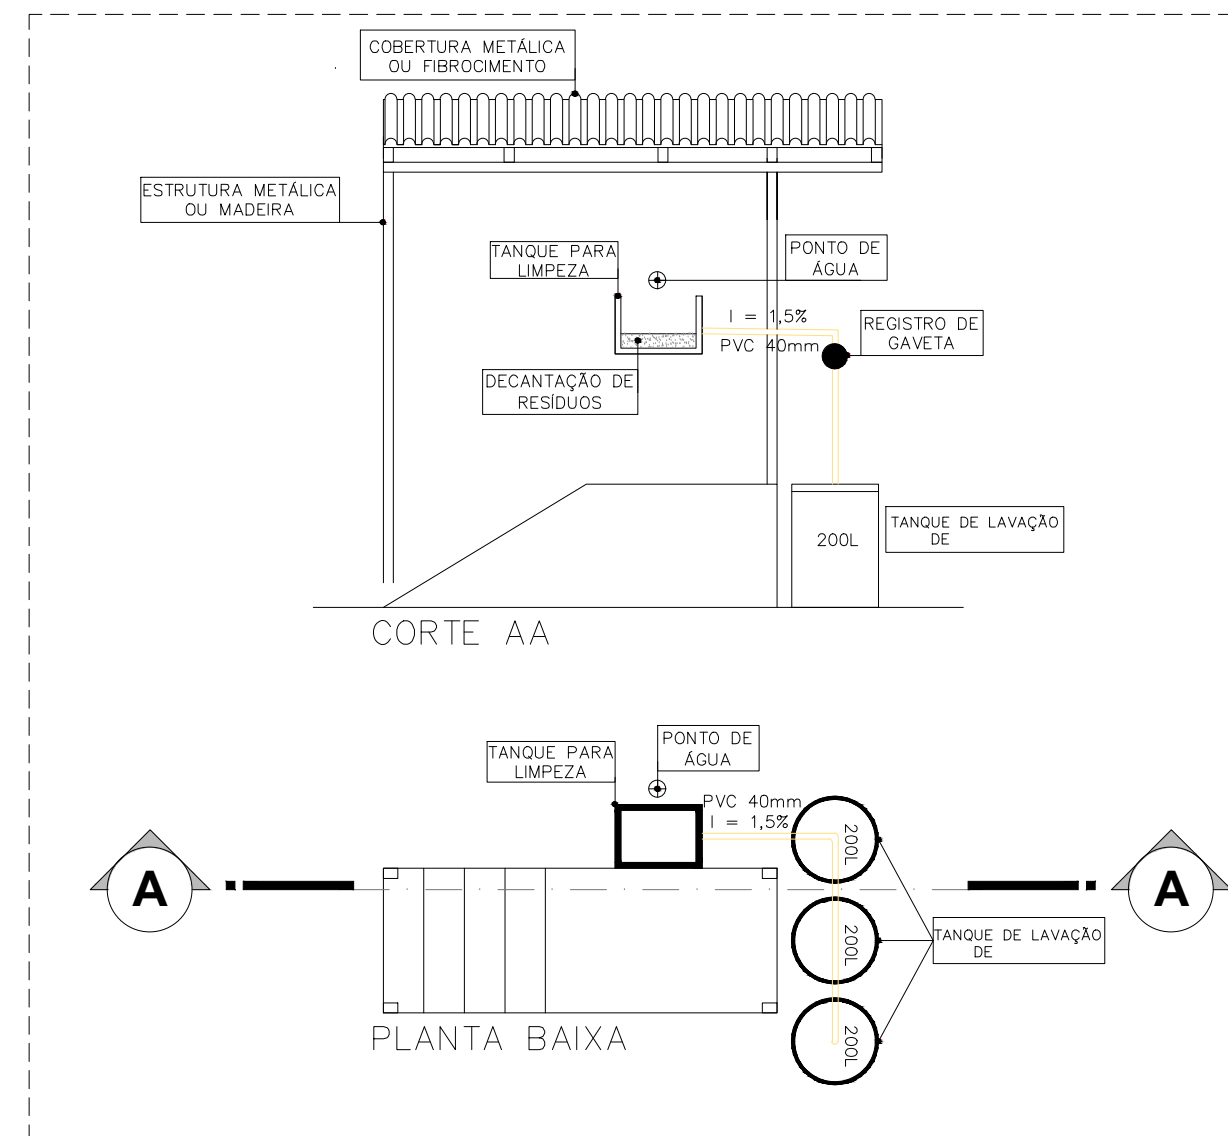 COBERTURA METÁLICA
OU FIBROCIMENTO
ESTRUTURA METÁLICA
OU MADEIRA
TANQUE PARA
LIMPEZA
PONTO DE
ÁGUA
I = 1,5%
PVC 40mm
REGISTRO DE
GAVETA
DECANTAÇÃO DE
RESÍDUOS
200L
TANQUE DE LAVAÇÃO
DE
CORTE AA
TANQUE PARA
LIMPEZA
PONTO DE
ÁGUA
PVC 40mm
I = 1,5%
200L
A
A
200L
TANQUE DE LAVAÇÃO
DE
200L
PLANTA BAIXA